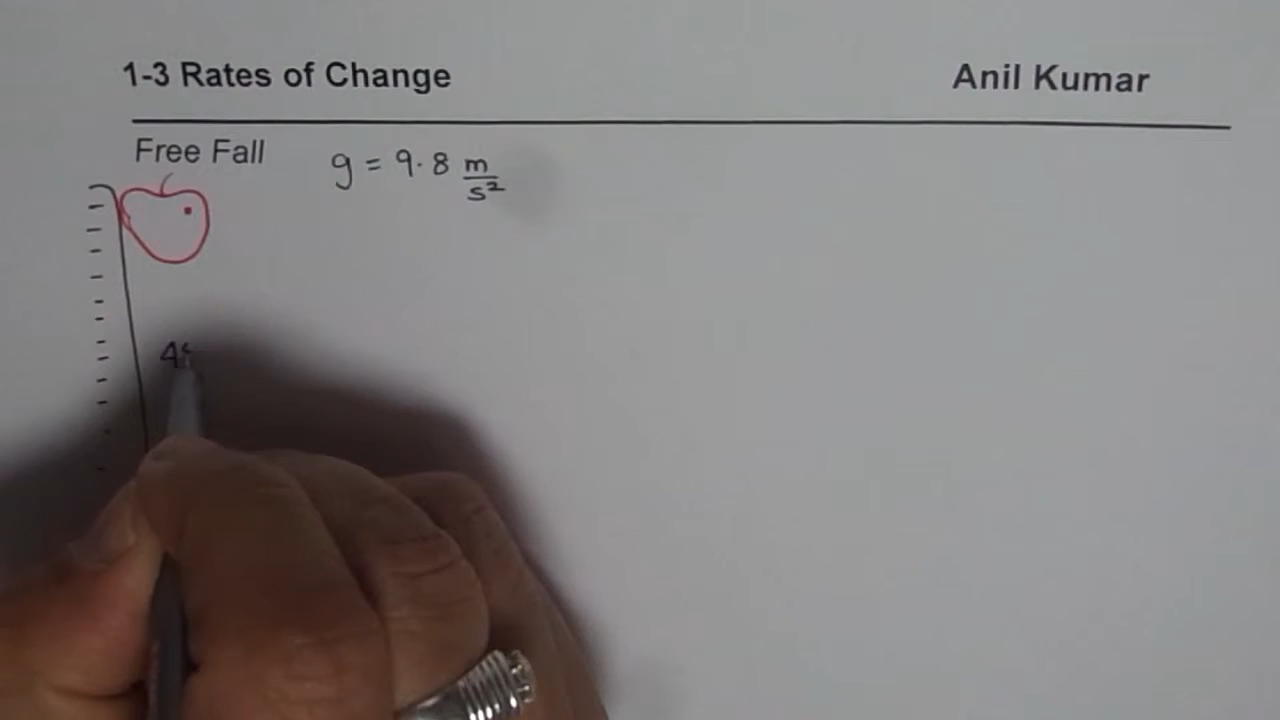 1-3 Rates of Change
Anil Kumar
Free Fall
g = 9.8 m/s²